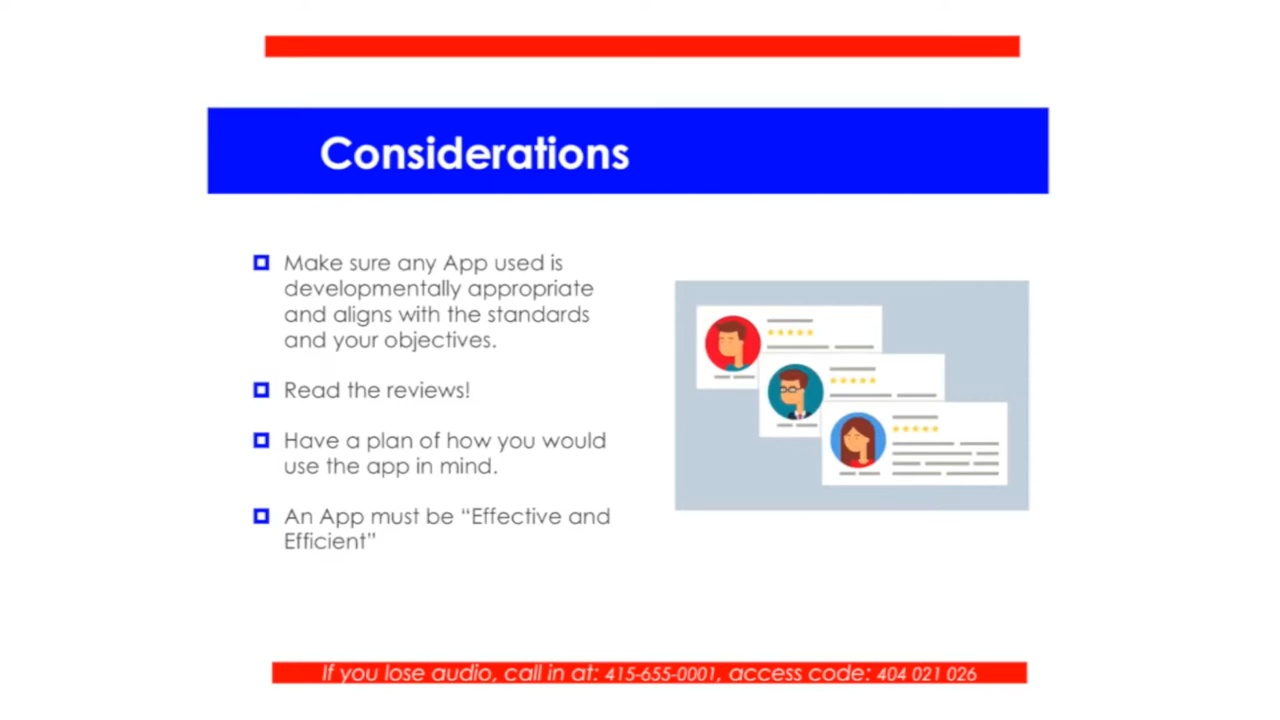 Considerations
Make sure any App used is
developmentally appropriate
and aligns with the standards
and your objectives.
Read the reviews!
Have a plan of how you would
use the app in mind.
An App must be “Effective and
Efficient”
If you lose audio, call in at: 415-655-0001, access code: 404 021 026